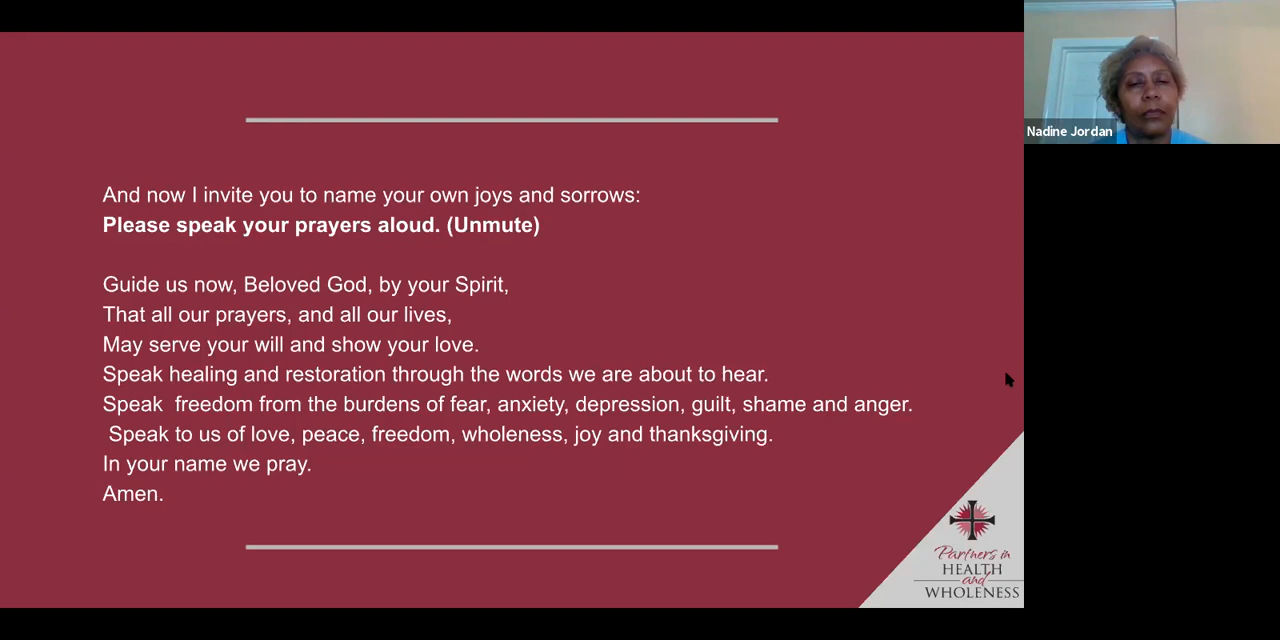 And now I invite you to name your own joys and sorrows:
Please speak your prayers aloud. (Unmute)
Guide us now, Beloved God, by your Spirit,
That all our prayers, and all our lives,
May serve your will and show your love.
Speak healing and restoration through the words we are about to hear.
Speak  freedom from the burdens of fear, anxiety, depression, guilt, shame and anger.
Speak to us of love, peace, freedom, wholeness, joy and thanksgiving.
In your name we pray.
Amen.
Partners in
HEALTH
and
WHOLENESS
Nadine Jordan